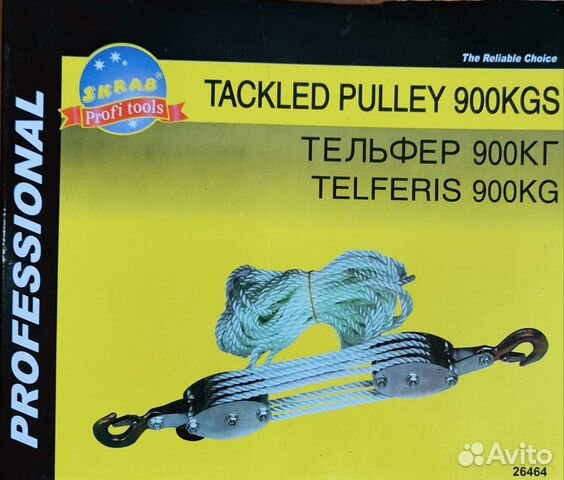 The Reliable Choice
SKRAB®
Profi tools
TACKLED PULLEY 900KGS
ТЕЛЬФЕР 900КГ
TELFERIS 900KG
PROFESSIONAL
Avito
26464